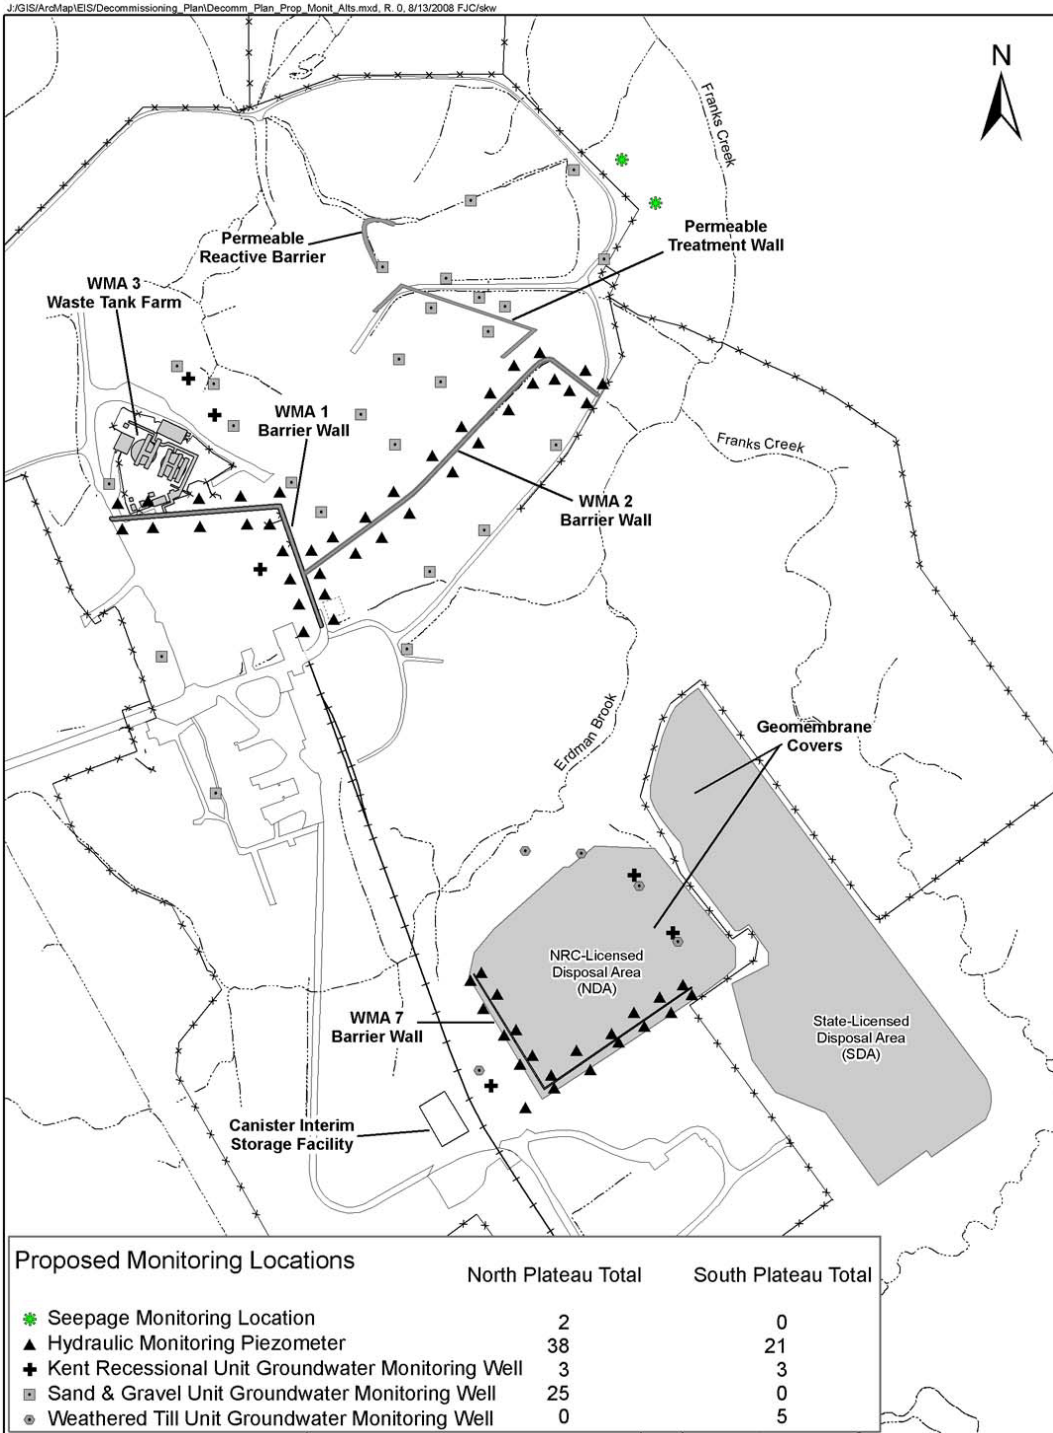 J:/GIS/ArcMap\EIS/Decommissioning_Plan\Decomm_Plan_Prop_Monit_Alts.mxd, R. 0, 8/13/2008 FJC/skw
N
Franks Creek
Permeable
Reactive Barrier
Permeable
Treatment Wall
WMA 3
Waste Tank Farm
WMA 1
Barrier Wall
Franks Creek
WMA 2
Barrier Wall
Erdman Brook
Geomembrane
Covers
NRC-Licensed
Disposal Area
(NDA)
WMA 7
Barrier Wall
State-Licensed
Disposal Area
(SDA)
Canister Interim
Storage Facility
Proposed Monitoring Locations
North Plateau Total South Plateau Total
Seepage Monitoring Location 2 0
Hydraulic Monitoring Piezometer 38 21
Kent Recessional Unit Groundwater Monitoring Well 3 3
Sand & Gravel Unit Groundwater Monitoring Well 25 0
Weathered Till Unit Groundwater Monitoring Well 0 5